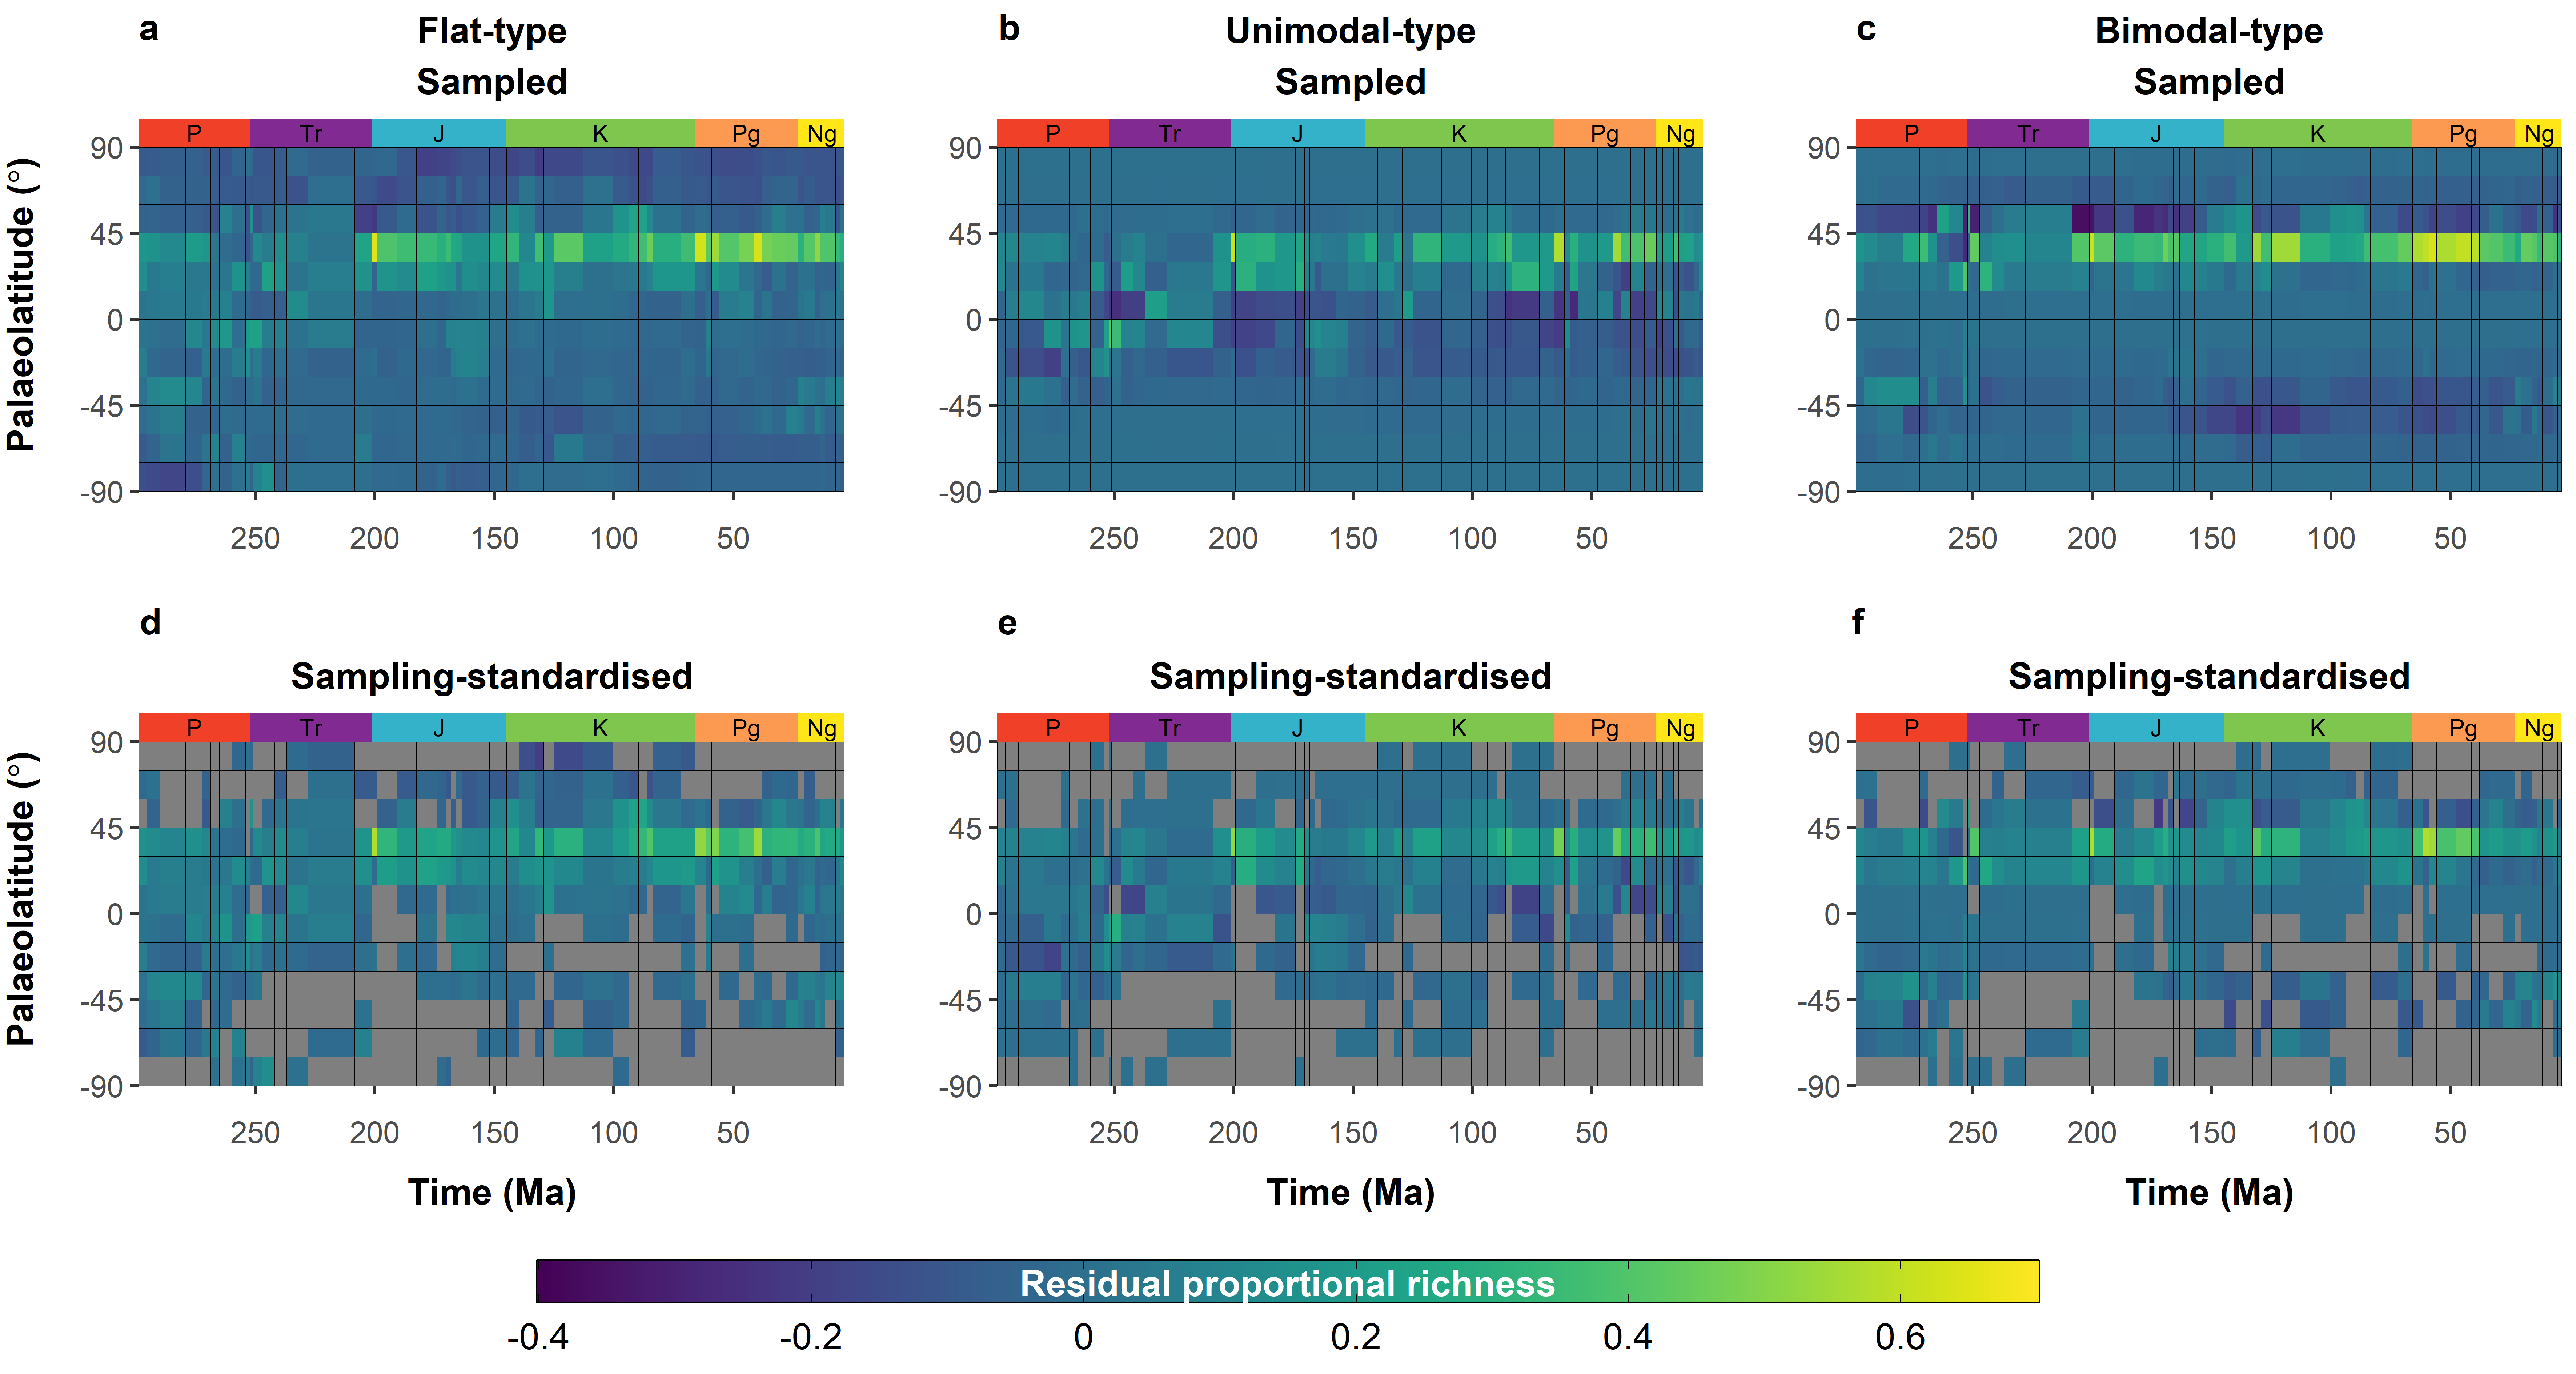 a Flat-type
Sampled
b Unimodal-type
Sampled
c Bimodal-type
Sampled
P Tr J K Pg Ng
P Tr J K Pg Ng
P Tr J K Pg Ng
Palaeolatitude (°)
90
45
0
-45
-90
90
45
0
-45
-90
90
45
0
-45
-90
250 200 150 100 50
250 200 150 100 50
250 200 150 100 50
d
Sampling-standardised
e
Sampling-standardised
f
Sampling-standardised
P Tr J K Pg Ng
P Tr J K Pg Ng
P Tr J K Pg Ng
Palaeolatitude (°)
90
45
0
-45
-90
90
45
0
-45
-90
90
45
0
-45
-90
250 200 150 100 50
250 200 150 100 50
250 200 150 100 50
Time (Ma)
Time (Ma)
Time (Ma)
Residual proportional richness
-0.4 -0.2 0 0.2 0.4 0.6